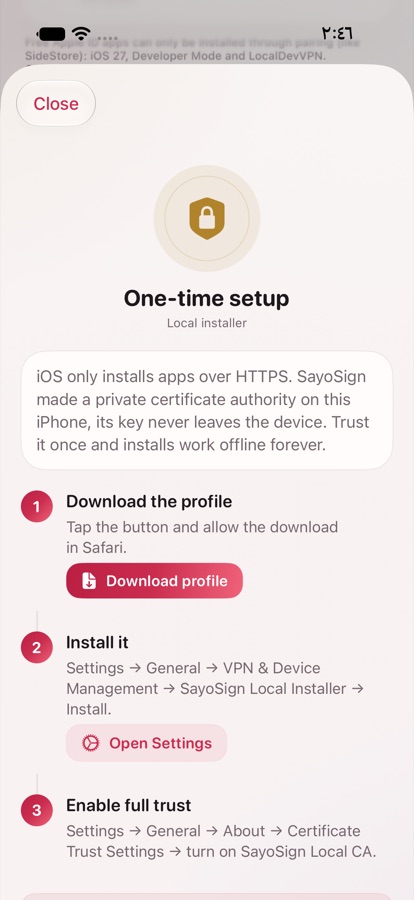 ٢:٤٦
Free Apple ID apps can only be installed through pairing (like
SideStore): iOS 27, Developer Mode and LocalDevVPN.
Close
One-time setup
Local installer
iOS only installs apps over HTTPS. SayoSign
made a private certificate authority on this
iPhone, its key never leaves the device. Trust
it once and installs work offline forever.
1
Download the profile
Tap the button and allow the download
in Safari.
Download profile
2
Install it
Settings → General → VPN & Device
Management → SayoSign Local Installer →
Install.
Open Settings
3
Enable full trust
Settings → General → About → Certificate
Trust Settings → turn on SayoSign Local CA.